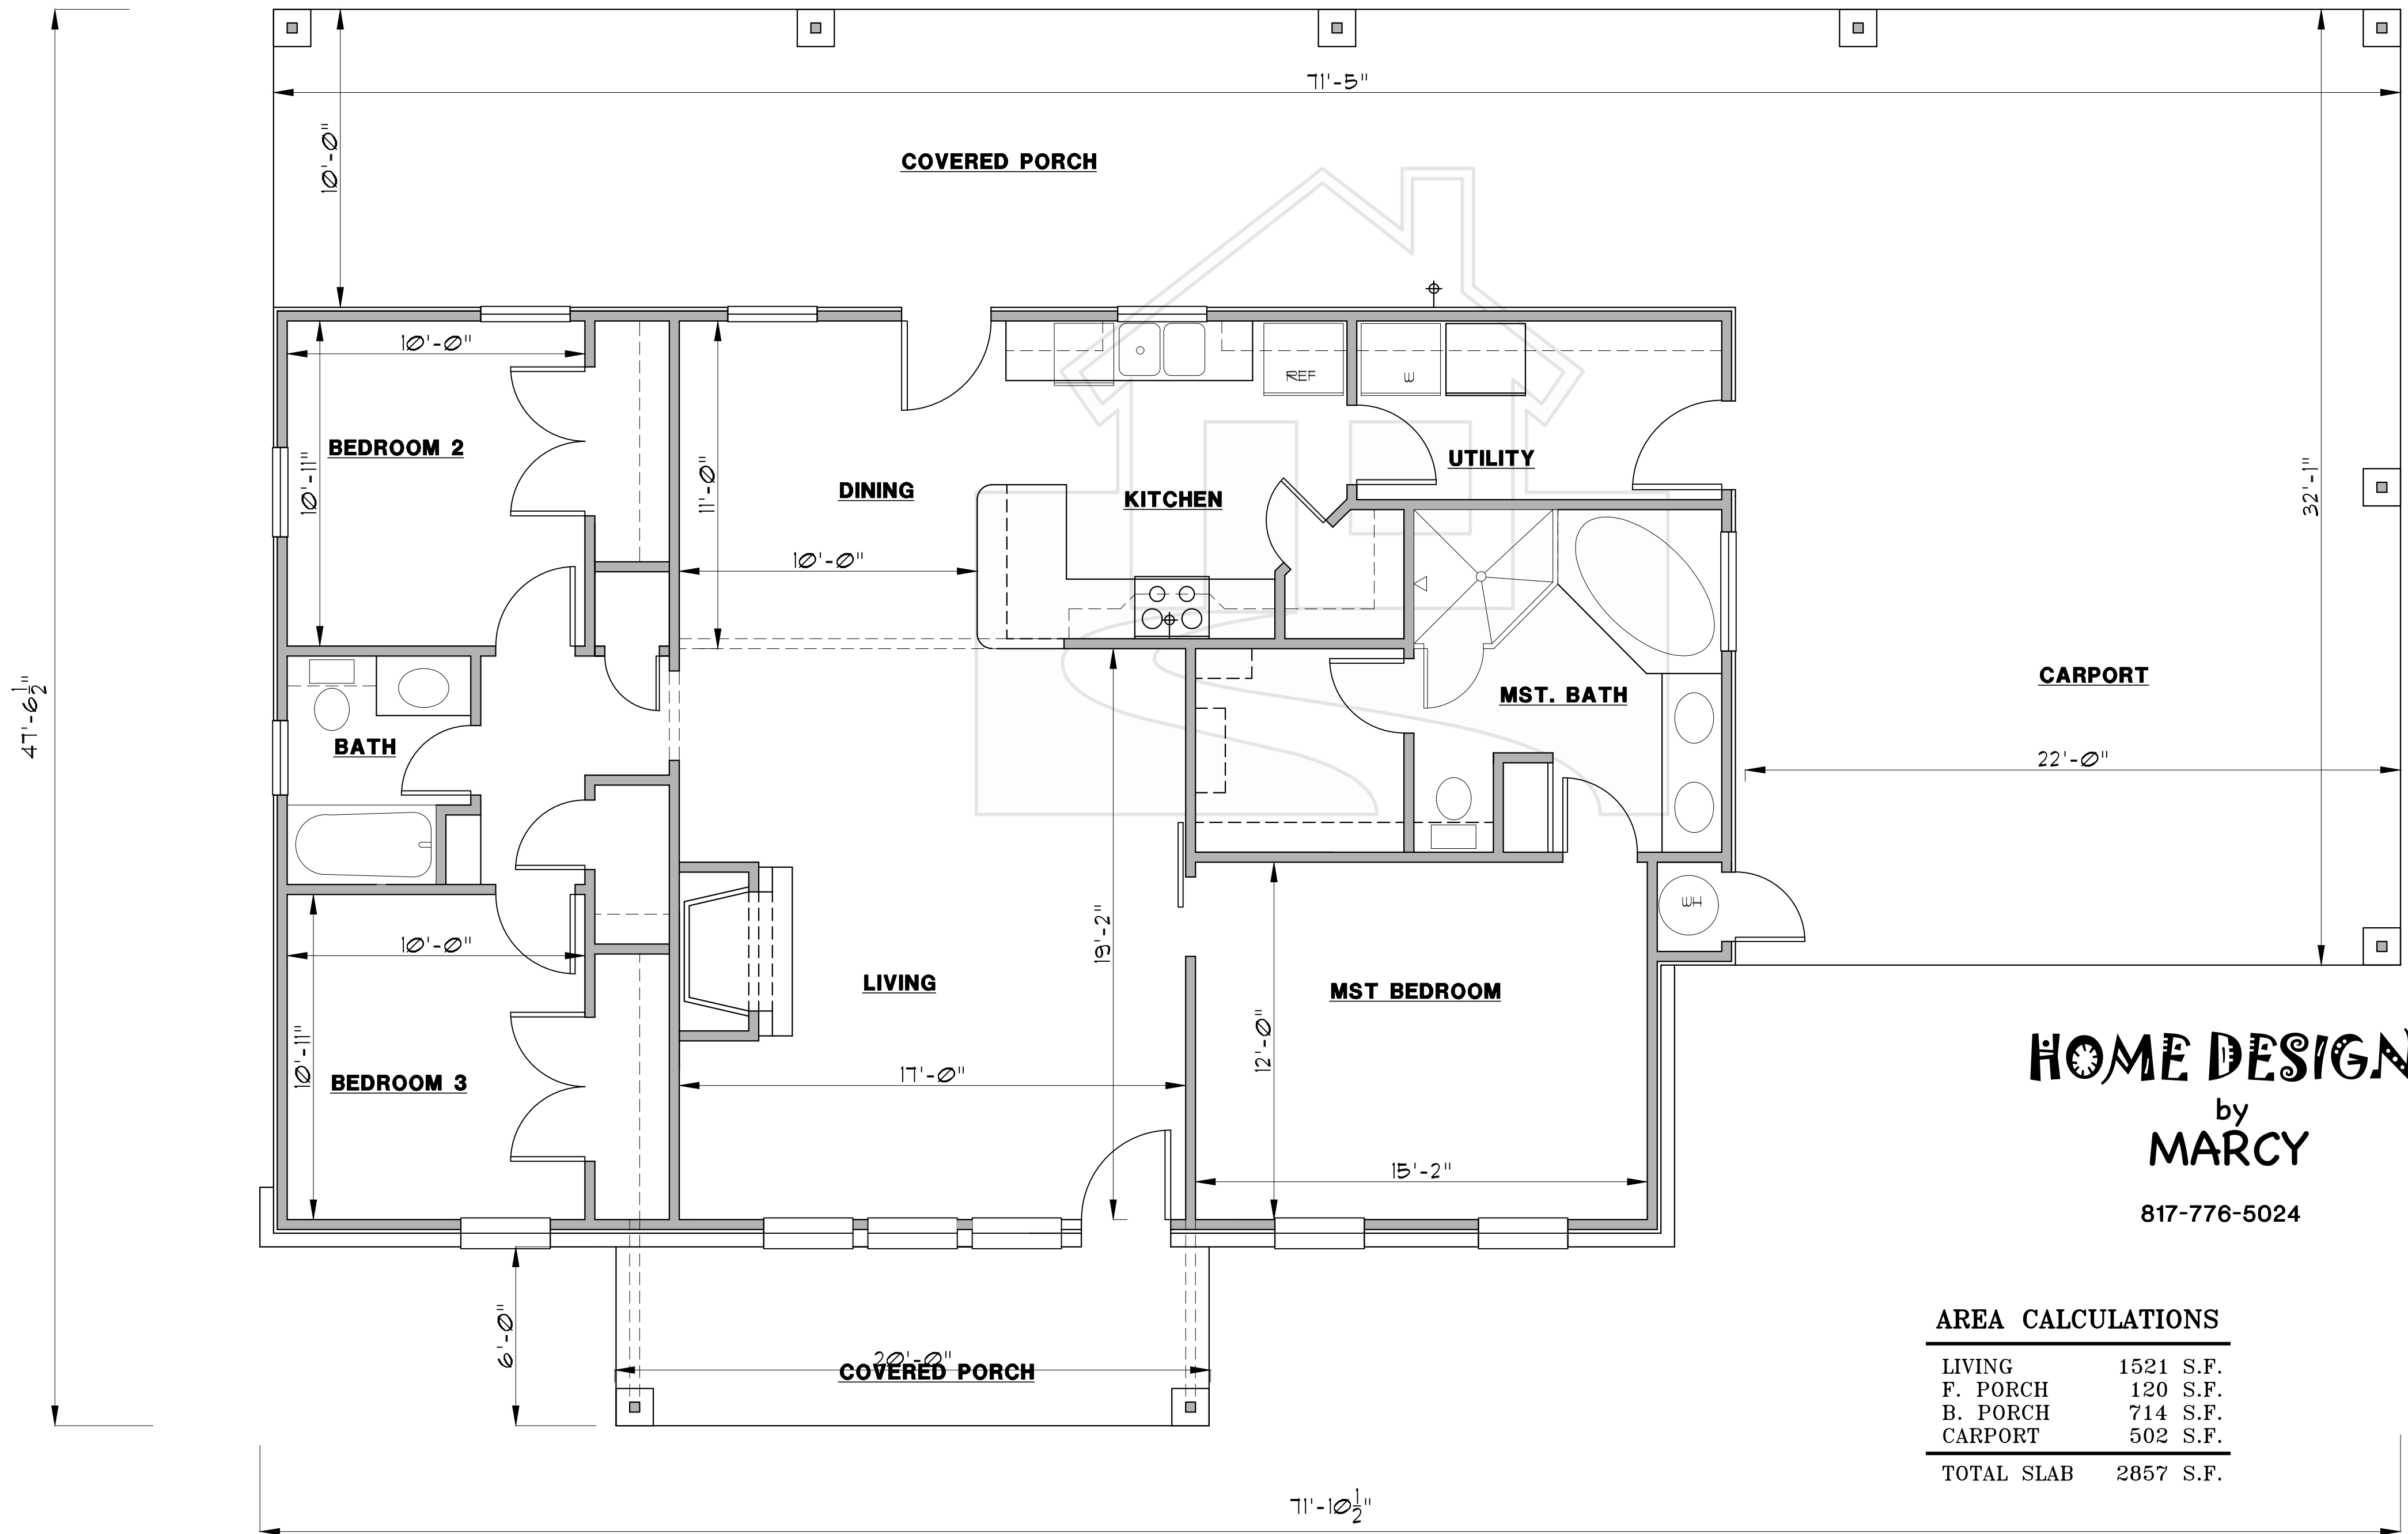 71'-5"
10'-0"
COVERED PORCH
10'-0"
BEDROOM 2
10'-11"
DINING
11'-0"
10'-0"
KITCHEN
REF
W
UTILITY
32'-1"
CARPORT
22'-0"
47'-6 1/2"
BATH
MST. BATH
WH
10'-0"
10'-11"
BEDROOM 3
LIVING
19'-2"
17'-0"
MST BEDROOM
12'-0"
15'-2"
6'-0"
20'-0"
COVERED PORCH
HOME DESIGN
by
MARCY
817-776-5024
AREA CALCULATIONS
LIVING 1521 S.F.
F. PORCH 120 S.F.
B. PORCH 714 S.F.
CARPORT 502 S.F.
TOTAL SLAB 2857 S.F.
71'-10 1/2"